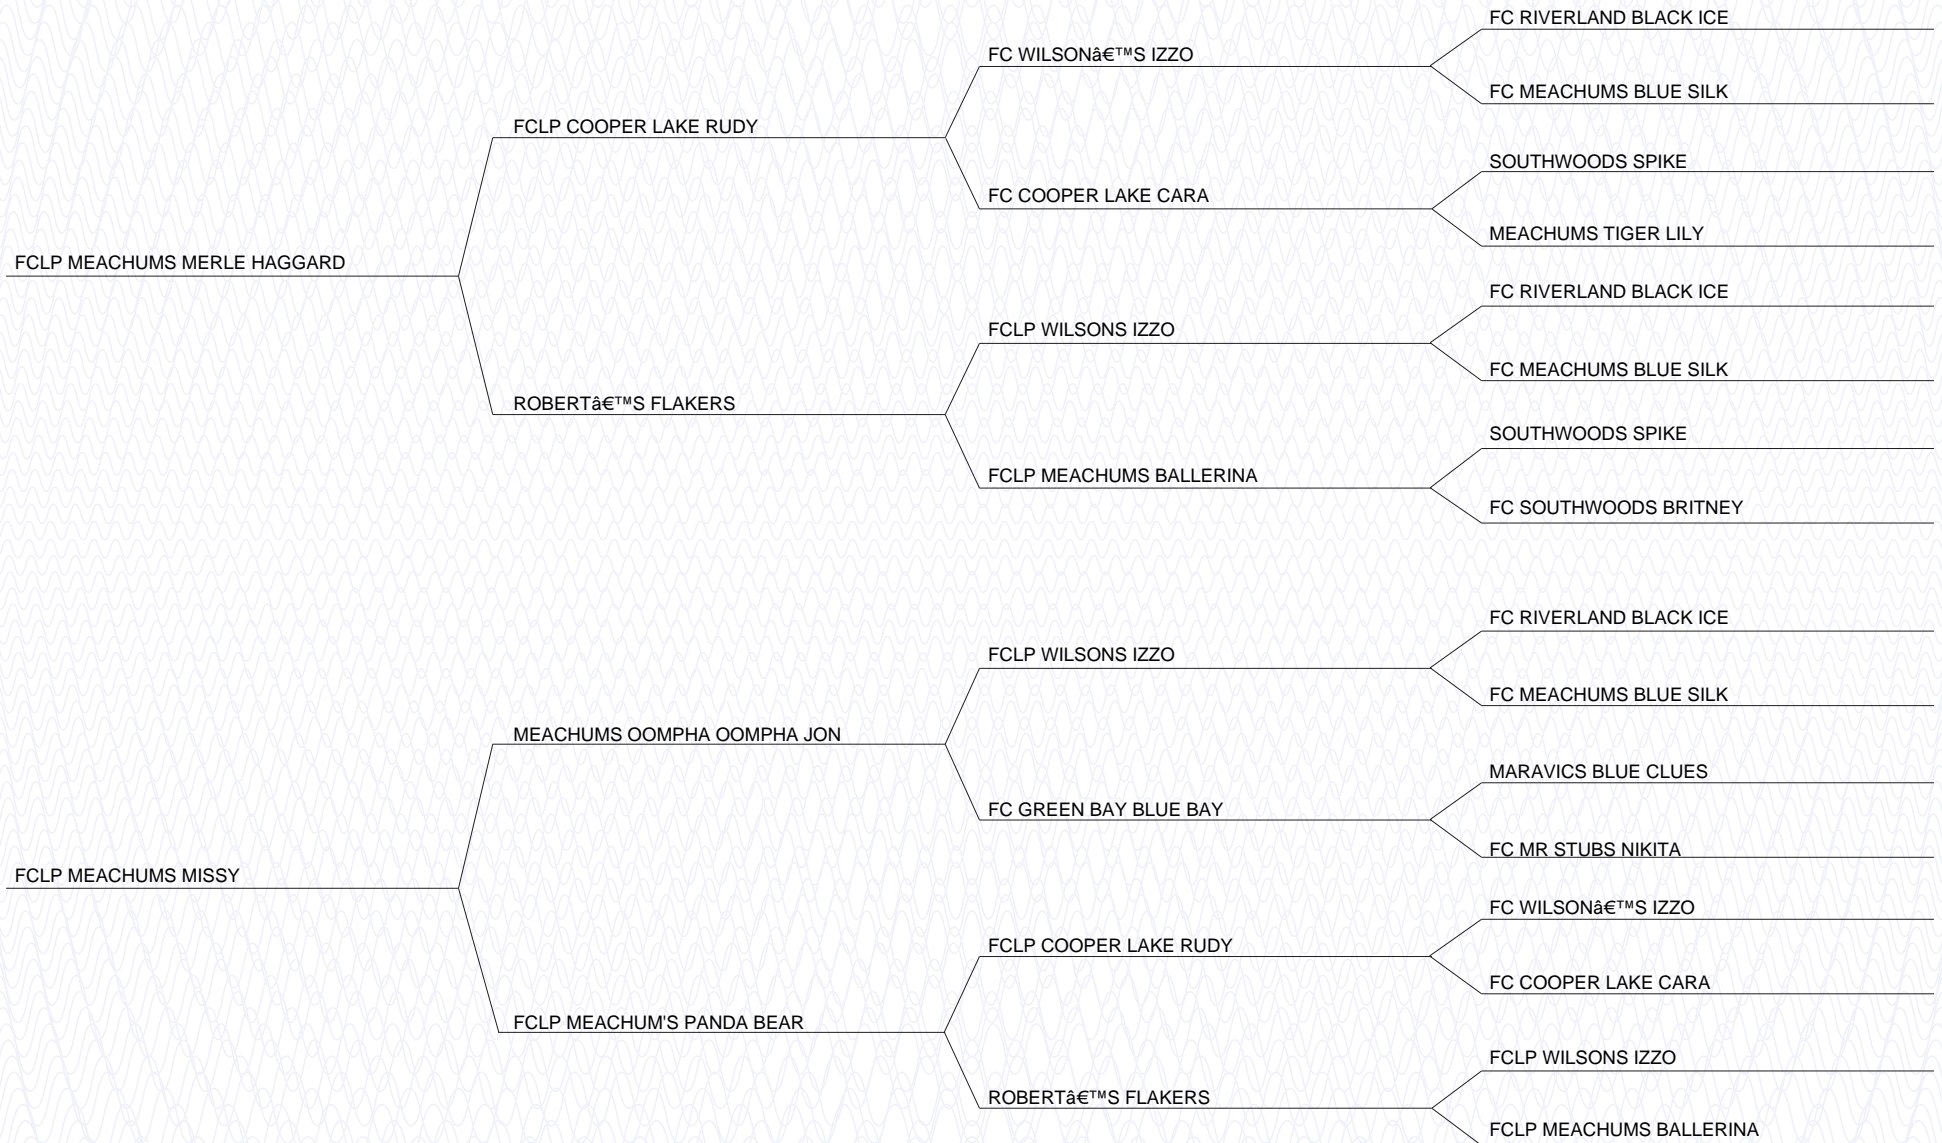 FC RIVERLAND BLACK ICE
FC WILSONâ€™S IZZO
FC MEACHUMS BLUE SILK
FCLP COOPER LAKE RUDY
SOUTHWOODS SPIKE
FC COOPER LAKE CARA
MEACHUMS TIGER LILY
FCLP MEACHUMS MERLE HAGGARD
FC RIVERLAND BLACK ICE
FCLP WILSONS IZZO
FC MEACHUMS BLUE SILK
ROBERTâ€™S FLAKERS
SOUTHWOODS SPIKE
FCLP MEACHUMS BALLERINA
FC SOUTHWOODS BRITNEY
FC RIVERLAND BLACK ICE
FCLP WILSONS IZZO
FC MEACHUMS BLUE SILK
MEACHUMS OOMPHA OOMPHA JON
MARAVICS BLUE CLUES
FC GREEN BAY BLUE BAY
FC MR STUBS NIKITA
FCLP MEACHUMS MISSY
FC WILSONâ€™S IZZO
FCLP COOPER LAKE RUDY
FC COOPER LAKE CARA
FCLP MEACHUM'S PANDA BEAR
FCLP WILSONS IZZO
ROBERTâ€™S FLAKERS
FCLP MEACHUMS BALLERINA